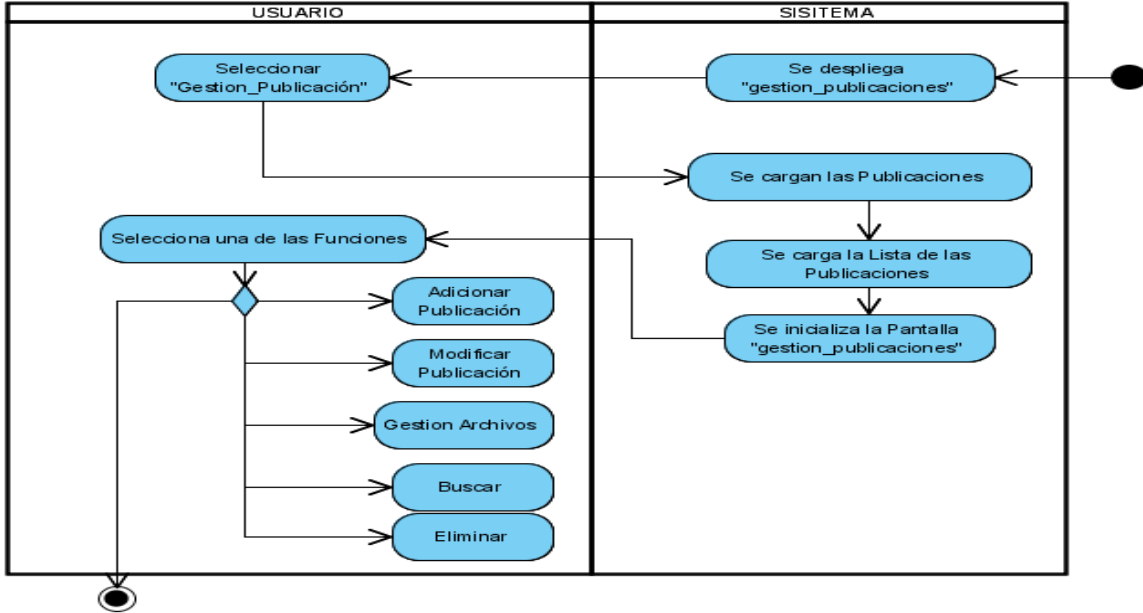 USUARIO
SISITEMA
Seleccionar
"Gestion_Publicación"
Se despliega
"gestion_publicaciones"
Se cargan las Publicaciones
Selecciona una de las Funciones
Se carga la Lista de las
Publicaciones
Adicionar
Publicación
Se inicializa la Pantalla
"gestion_publicaciones"
Modificar
Publicación
Gestion Archivos
Buscar
Eliminar